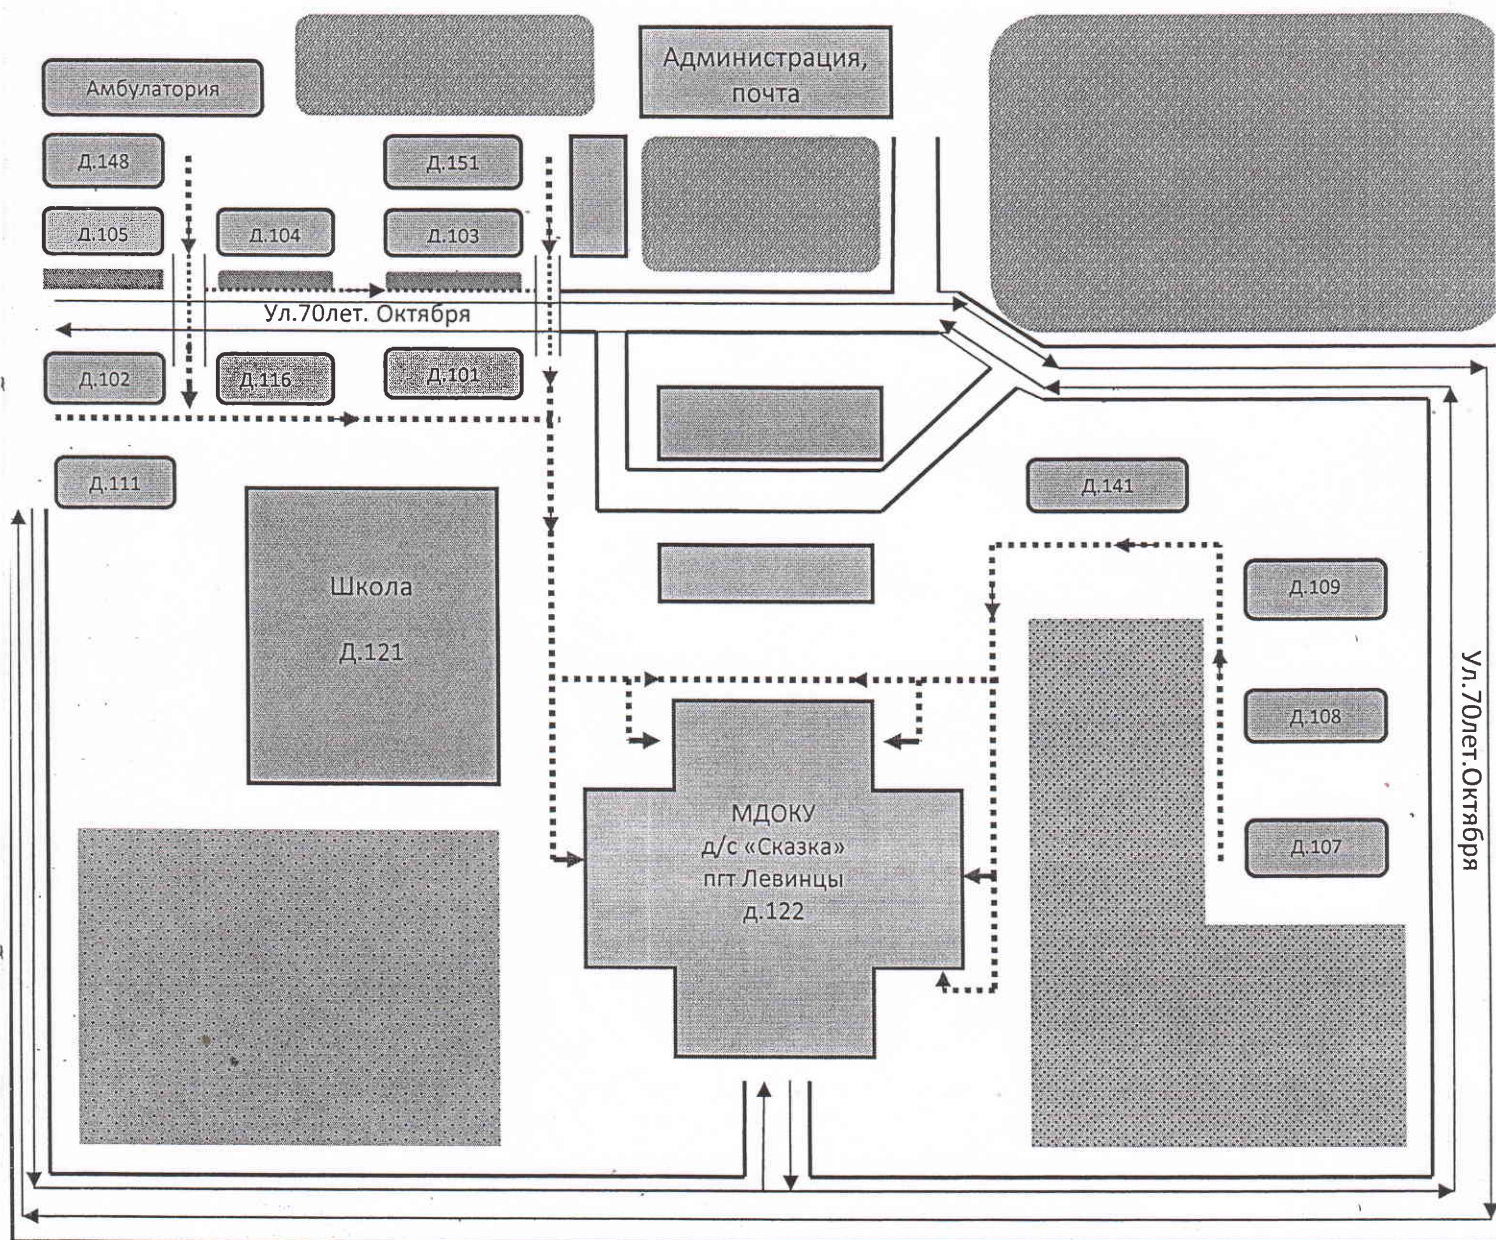 Администрация,
почта
Амбулатория
Д.148
Д.151
Д.105
Д.104
Д.103
Ул.70лет. Октября
Д.102
Д.116
Д.101
Д.111
Д.141
Школа
Д.121
Д.109
Д.108
Ул.70лет.Октября
Д.107
МДОКУ
д/с «Сказка»
пгт Левинцы
д.122